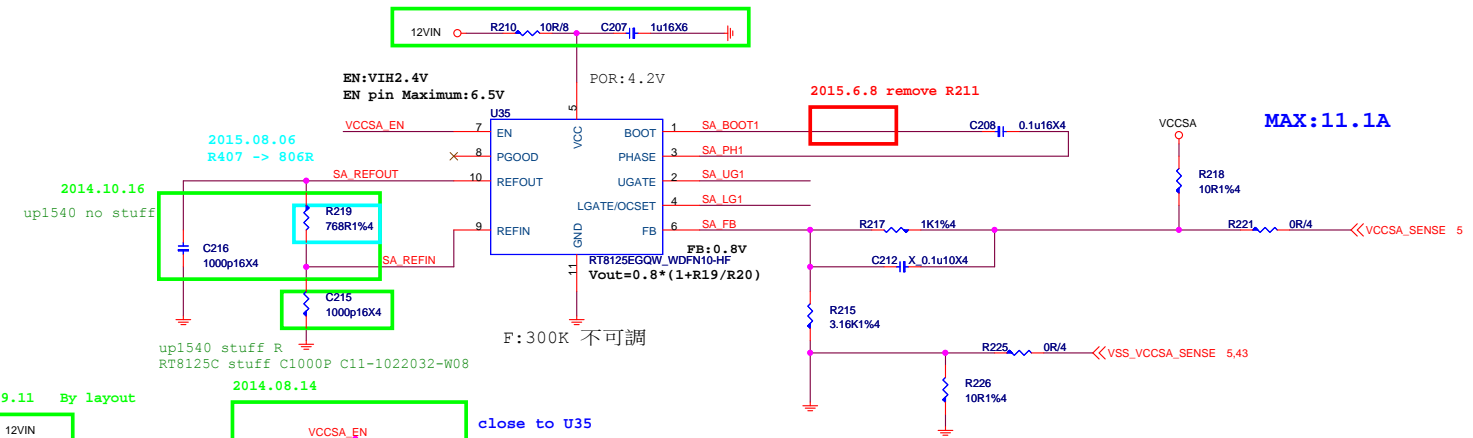 12VIN
R210
10R/8
C207
1u16X6
EN:VIH2.4V
EN pin Maximum:6.5V
POR:4.2V
2015.6.8 remove R211
U35
VCCSA_EN
7
EN
5
VCC
BOOT
1
SA_BOOT1
C208
0.1u16X4
VCCSA
MAX:11.1A
2015.08.06
R407 -> 806R
8
PGOOD
PHASE
3
SA_PH1
SA_REFOUT
10
REFOUT
UGATE
2
SA_UG1
R218
10R1%4
2014.10.16
up1540 no stuff
LGATE/OCSET
4
SA_LG1
R219
768R1%4
9
REFIN
GND
FB
6
SA_FB
R217
1K1%4
R221
0R/4
VCCSA_SENSE 5
C216
1000p16X4
SA_REFIN
11
FB:0.8V
RT8125EGQW_WDFN10-HF
Vout=0.8*(1+R19/R20)
C212
X_0.1u10X4
C215
1000p16X4
R215
3.16K1%4
F:300K 不可調
up1540 stuff R
RT8125C stuff C1000P C11-1022032-W08
R225
0R/4
VSS_VCCSA_SENSE 5,43
R226
10R1%4
2014.08.14
9.11 By layout
12VIN
VCCSA_EN
close to U35